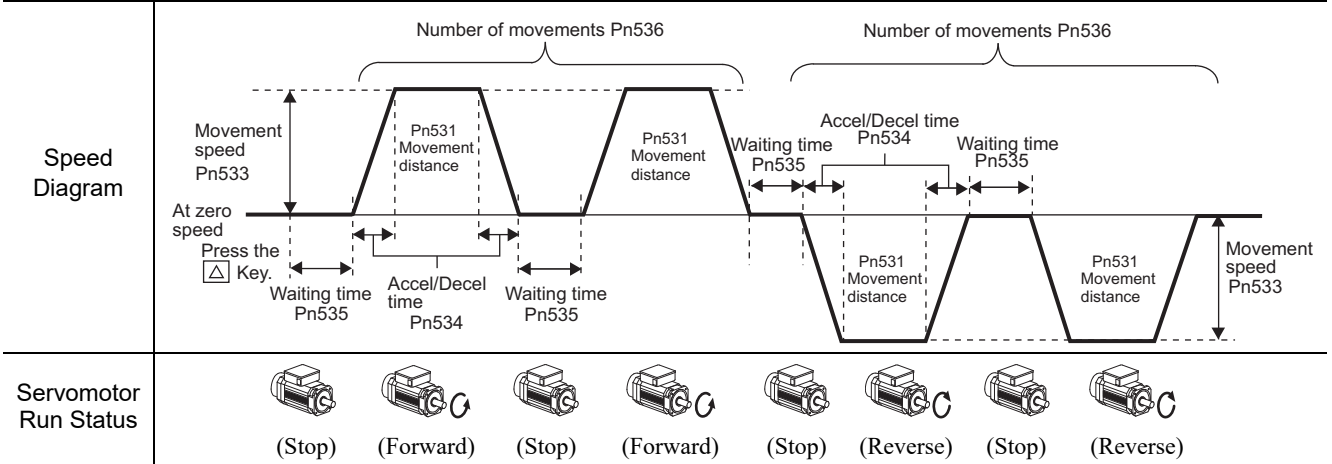 Number of movements Pn536
Number of movements Pn536
Speed
Diagram
Movement
speed
Pn533
At zero
speed
Press the
△ Key.
Waiting time
Pn535
Pn531
Movement
distance
Accel/Decel
time
Pn534
Waiting time
Pn535
Pn531
Movement
distance
Waiting time
Pn535
Accel/Decel time
Pn534
Waiting time
Pn535
Pn531
Movement
distance
Pn531
Movement
distance
Movement
speed
Pn533
Servomotor
Run Status
(Stop) (Forward) (Stop) (Forward) (Stop) (Reverse) (Stop) (Reverse)